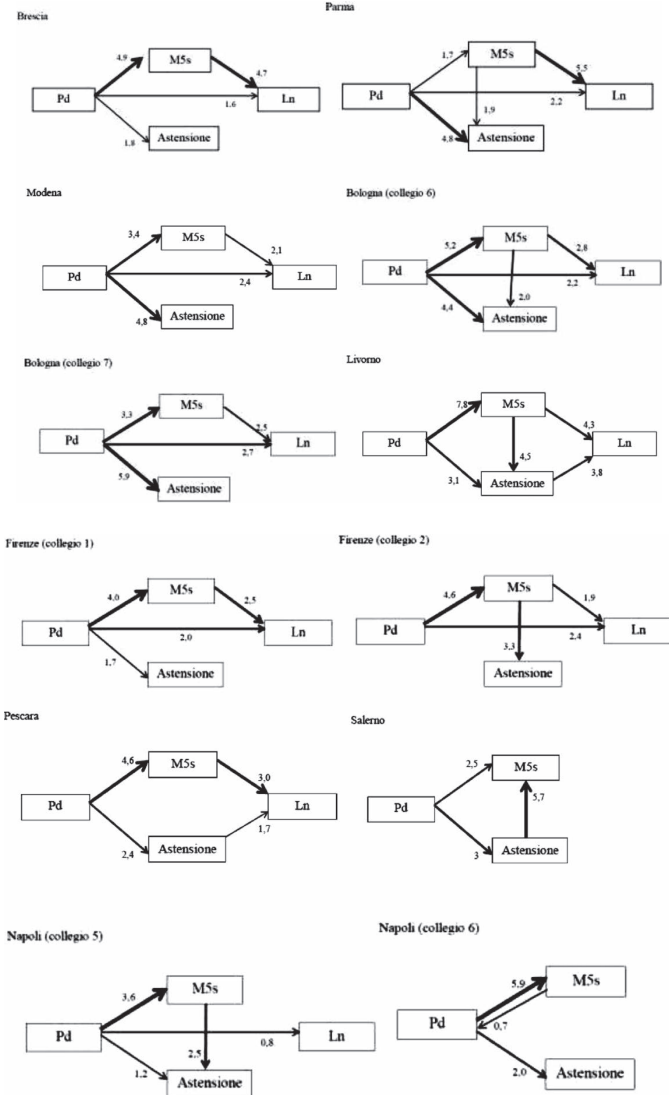 Brescia
4,9
M5s
4,7
Pd
1,6
Ln
1,8
Astensione
Parma
1,7
M5s
5,5
Pd
2,2
Ln
1,9
4,8
Astensione
Modena
3,4
M5s
2,1
Pd
2,4
Ln
4,8
Astensione
Bologna (collegio 6)
5,2
M5s
2,8
Pd
2,2
Ln
4,4
2,0
Astensione
Bologna (collegio 7)
3,3
M5s
2,5
Pd
2,7
Ln
5,9
Astensione
Livorno
7,8
M5s
4,3
Pd
4,5
Ln
3,1
Astensione
3,8
Firenze (collegio 1)
4,0
M5s
2,5
Pd
2,0
Ln
1,7
Astensione
Firenze (collegio 2)
4,6
M5s
1,9
Pd
2,4
Ln
3,3
Astensione
Pescara
4,6
M5s
3,0
Pd
Ln
2,4
Astensione
1,7
Salerno
2,5
M5s
Pd
5,7
3
Astensione
Napoli (collegio 5)
3,6
M5s
Pd
0,8
Ln
1,2
2,5
Astensione
Napoli (collegio 6)
5,9
M5s
Pd
0,7
2,0
Astensione